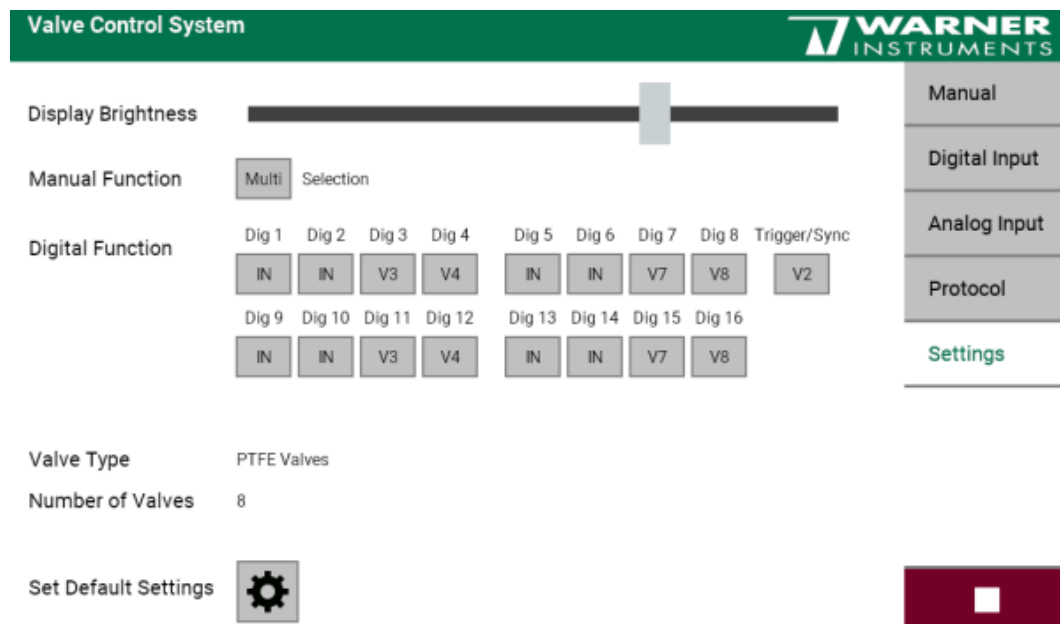 Valve Control System
WARNER
INSTRUMENTS
Manual
Display Brightness
Digital Input
Manual Function Multi Selection
Analog Input
Dig 1 Dig 2 Dig 3 Dig 4 Dig 5 Dig 6 Dig 7 Dig 8 Trigger/Sync
Digital Function
IN IN V3 V4 IN IN V7 V8 V2
Protocol
Dig 9 Dig 10 Dig 11 Dig 12 Dig 13 Dig 14 Dig 15 Dig 16
IN IN V3 V4 IN IN V7 V8
Settings
Valve Type PTFE Valves
Number of Valves 8
Set Default Settings